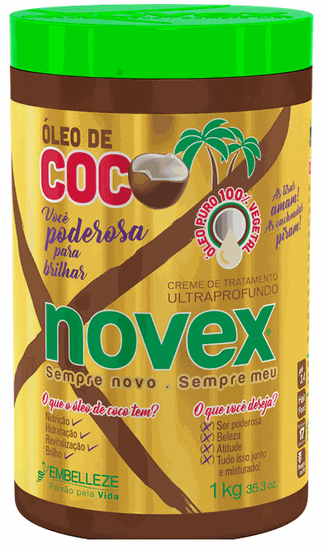 ÓLEO DE
COCO
Você
poderosa
para
brilhar
ÓLEO PURO 100% VEGETAL
As lisas
amam!
As cacheadas
piram!
CREME DE TRATAMENTO
ULTRAPROFUNDO
novex®
Sempre novo . Sempre meu
O que o óleo de coco tem?
Nutrição
Hidratação
Revitalização
Brilho
O que você deseja?
Ser poderosa
Beleza
Atitude
Tudo isso junto
e misturado!
EMBELLEZE
Paixão pela Vida
1 kg 35.3 oz.